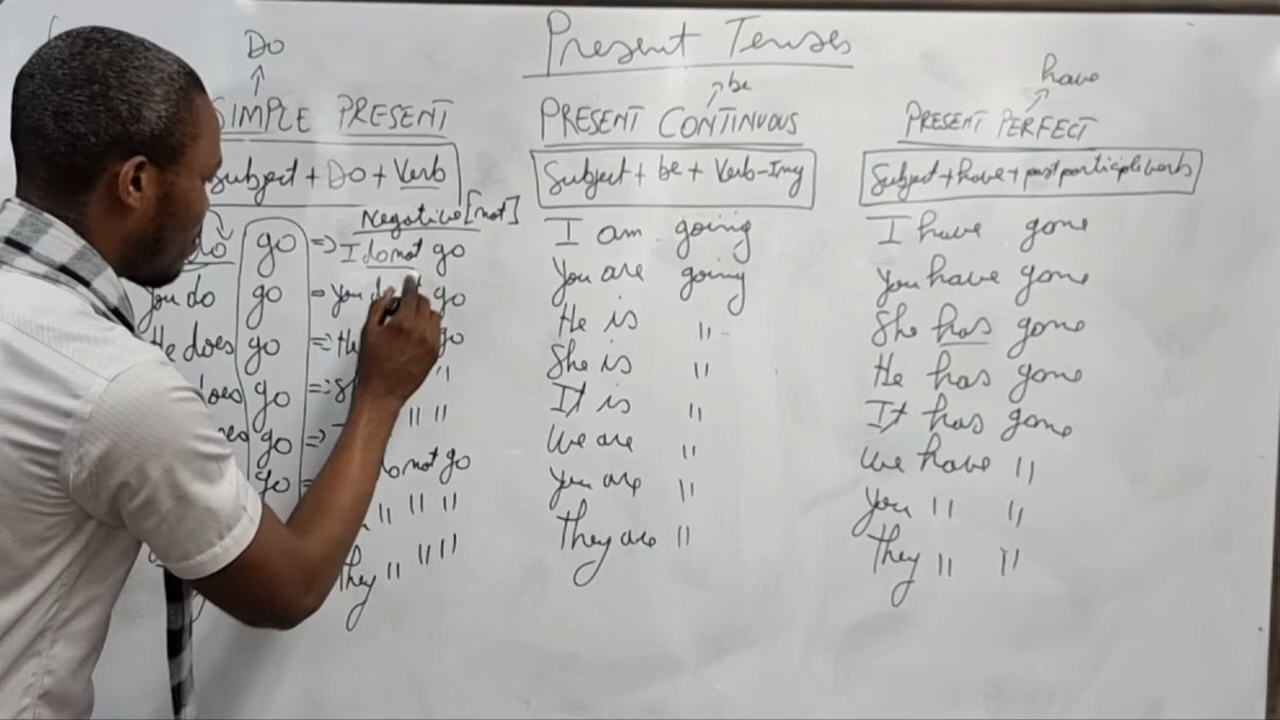 Present Tenses
Do
SIMPLE PRESENT
Subject + Do + Verb
Negative [not]
do go => I do not go
you do go = you go
He does go => He go
does go => "
go => " "
go do not go
" " "
they " " "
be
PRESENT CONTINUOUS
Subject + be + Verb-Ing
I am going
You are going
He is "
She is "
It is "
We are "
you are "
they are "
have
PRESENT PERFECT
Subject + have + past participle verbs
I have gone
you have gone
She has gone
He has gone
It has gone
We have "
you " "
They " "